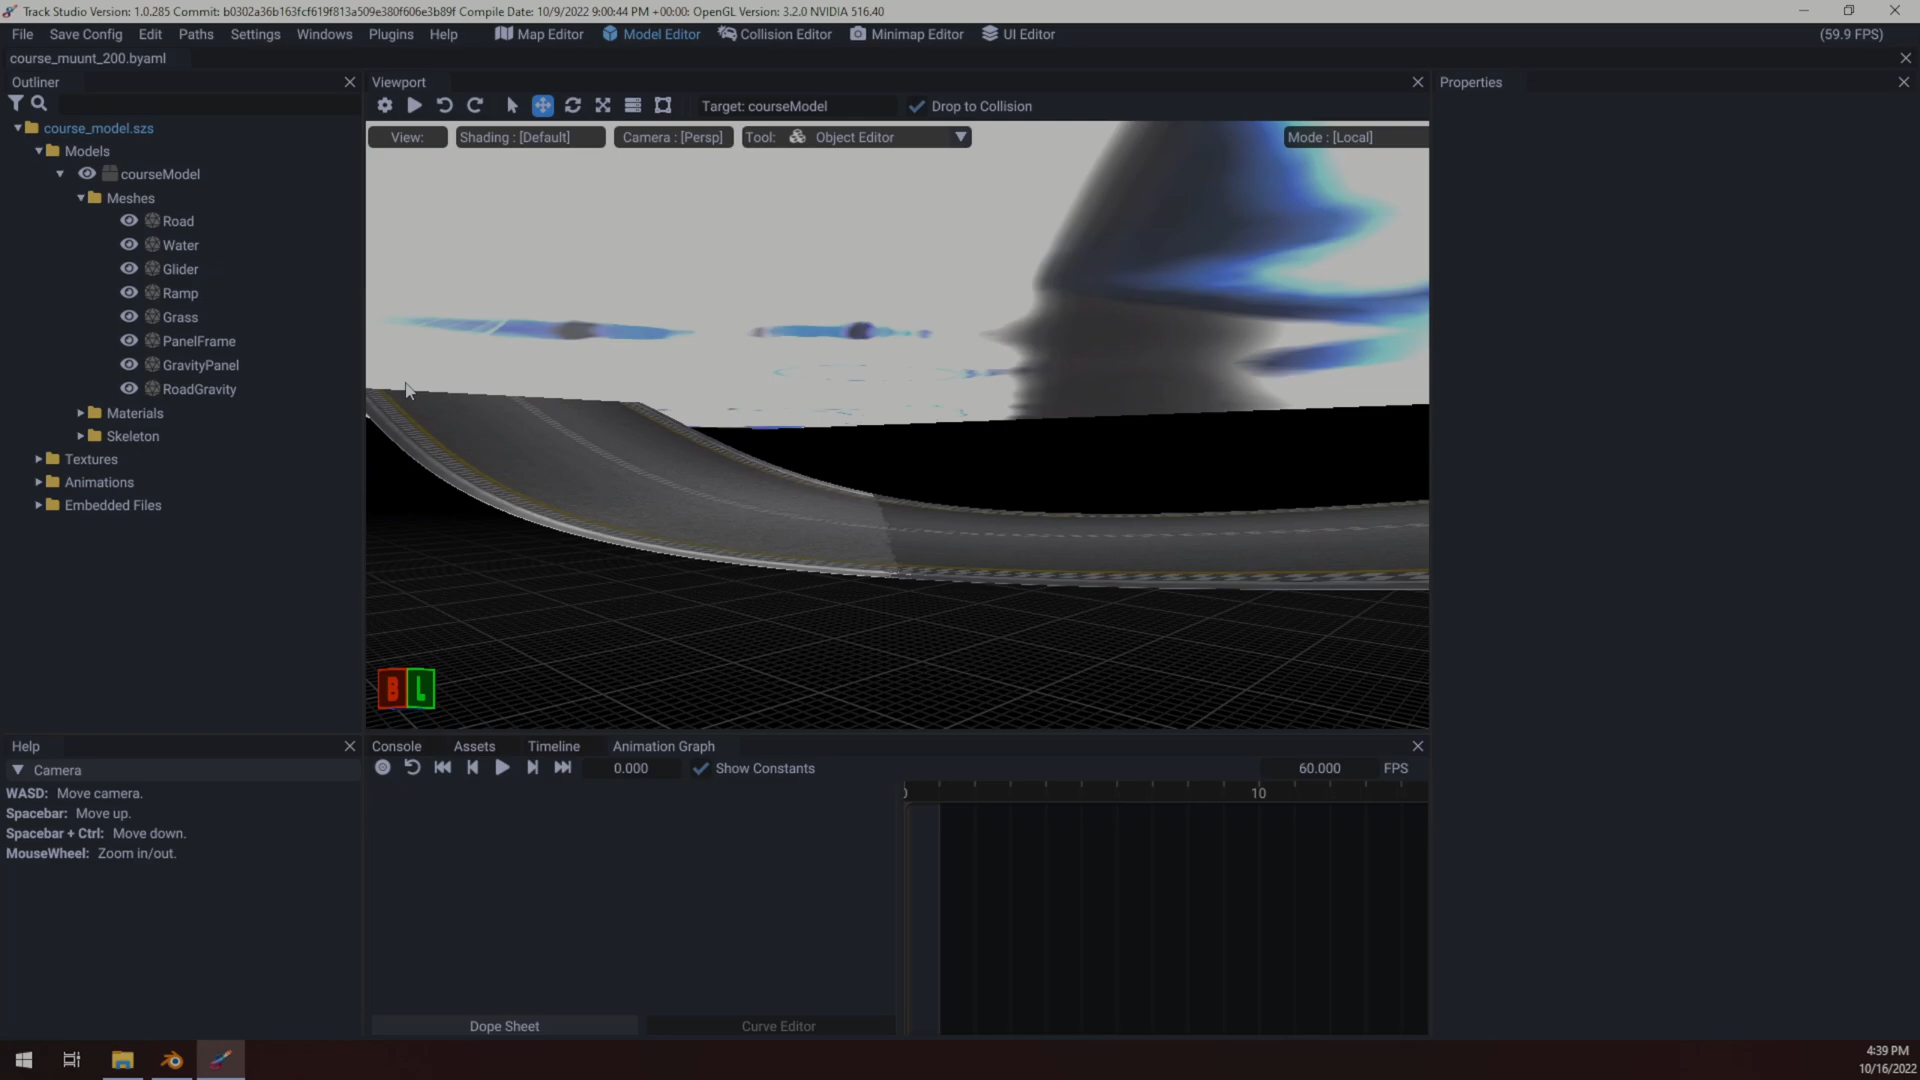 Track Studio Version: 1.0.285 Commit: b0302a36b163fcf619f813a509e380f606e3b89f Compile Date: 10/9/2022 9:00:44 PM +00:00: OpenGL Version: 3.2.0 NVIDIA 516.40
File Save Config Edit Paths Settings Windows Plugins Help Map Editor Model Editor Collision Editor Minimap Editor UI Editor (59.9 FPS)
course_muunt_200.byaml
Outliner
course_model.szs
Models
courseModel
Meshes
Road
Water
Glider
Ramp
Grass
PanelFrame
GravityPanel
RoadGravity
Materials
Skeleton
Textures
Animations
Embedded Files
Viewport
Target: courseModel Drop to Collision
View: Shading : [Default] Camera : [Persp] Tool: Object Editor Mode : [Local]
B L
Properties
Help
Camera
WASD: Move camera.
Spacebar: Move up.
Spacebar + Ctrl: Move down.
MouseWheel: Zoom in/out.
Console Assets Timeline Animation Graph
0.000 Show Constants 60.000 FPS
0 10
Dope Sheet Curve Editor
4:39 PM
10/16/2022